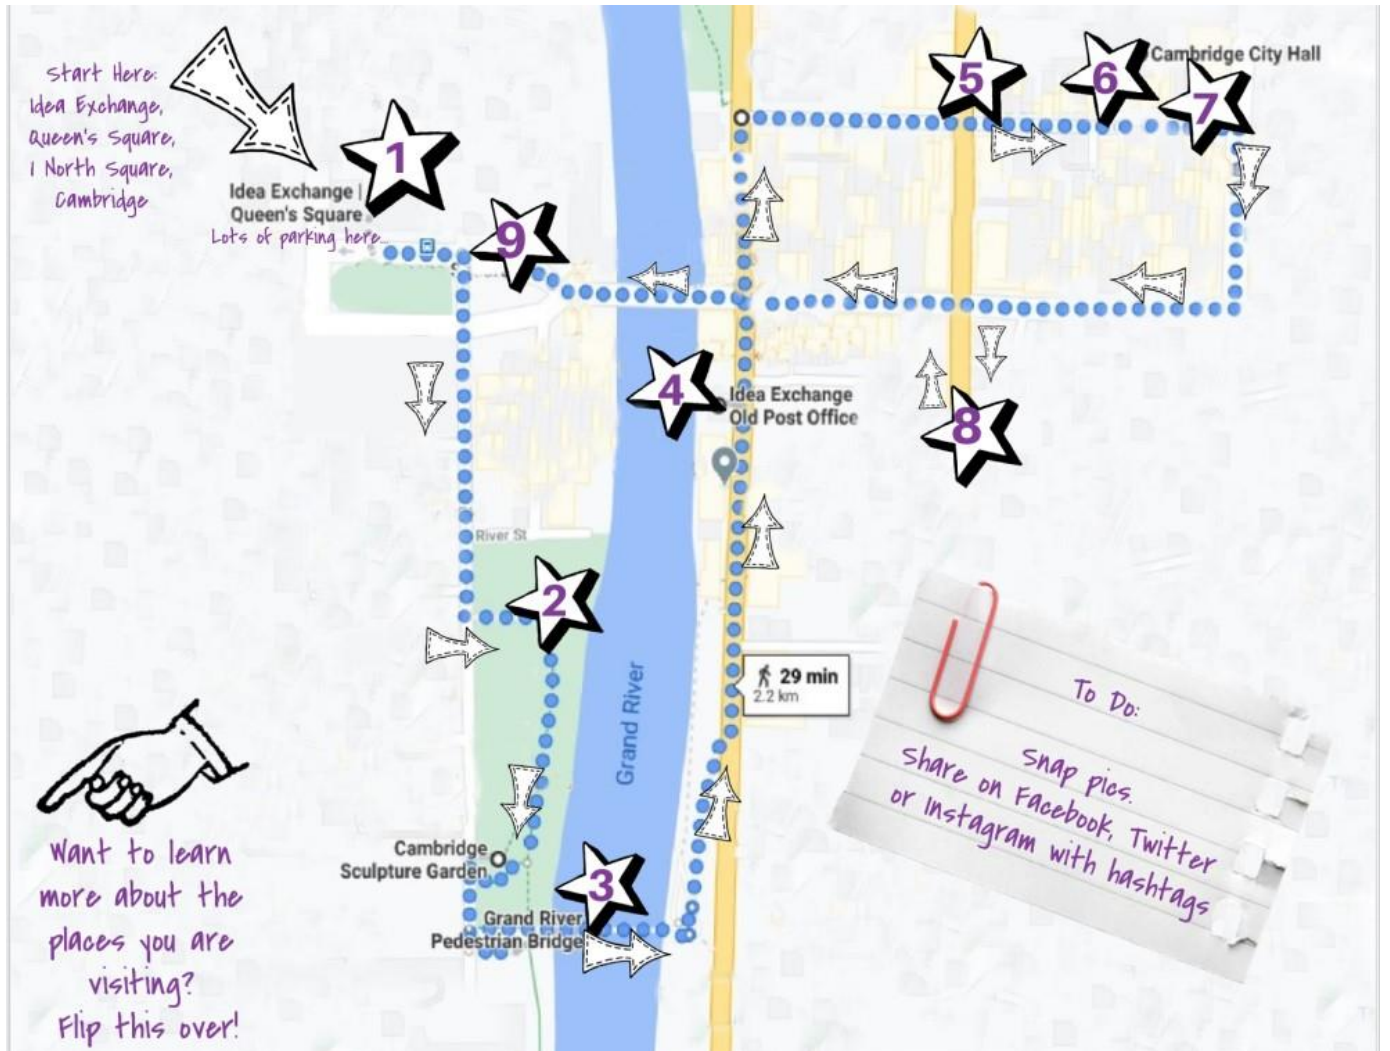 Start Here:
Idea Exchange,
Queen's Square,
1 North Square,
Cambridge
1
Idea Exchange |
Queen's Square
Lots of parking here...
9
5
6
Cambridge City Hall
7
4
Idea Exchange
Old Post Office
8
River St
2
Grand River
29 min
2.2 km
Cambridge
Sculpture Garden
3
Grand River
Pedestrian Bridge
To Do:
Snap pics.
Share on Facebook, Twitter
or Instagram with hashtags
Want to learn
more about the
places you are
visiting?
Flip this over!